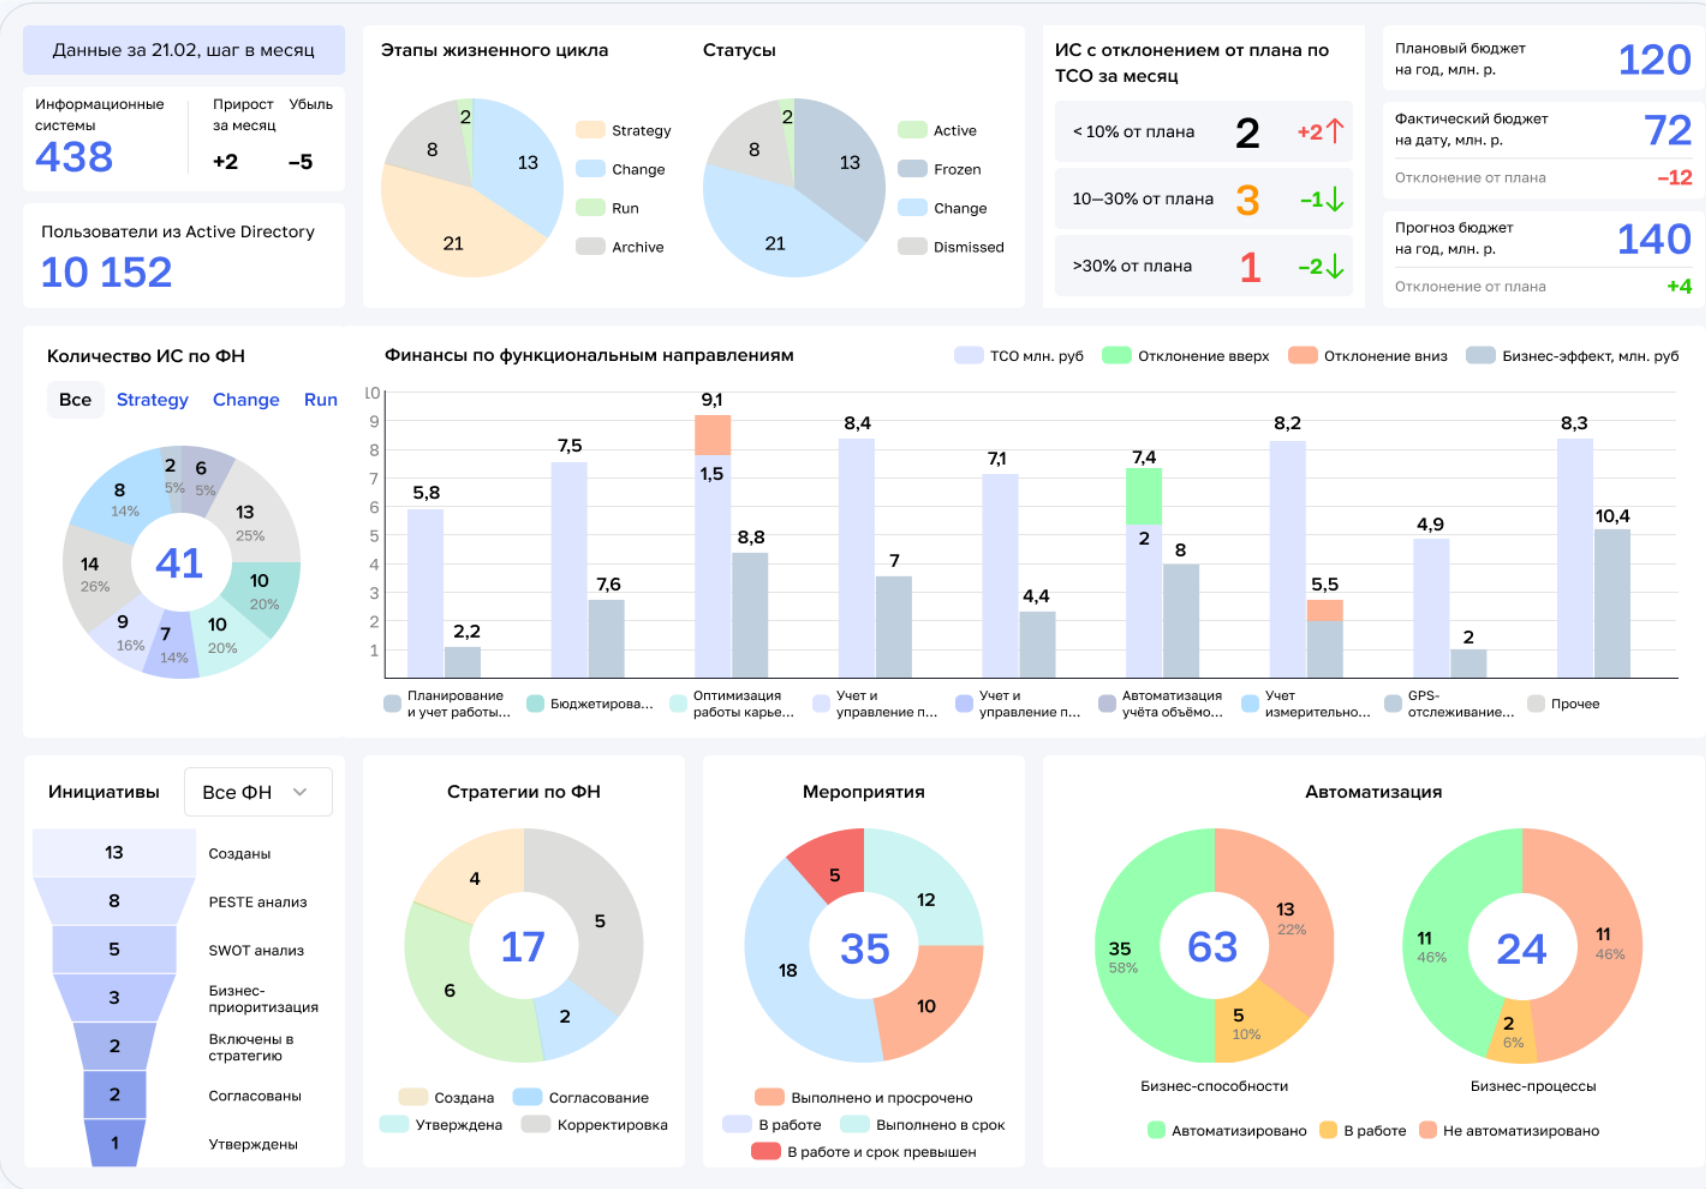 Данные за 21.02, шаг в месяц
Информационные
системы
438
Прирост
за месяц
+2
Убыль
–5
Пользователи из Active Directory
10 152
Этапы жизненного цикла
2
13
8
21
Strategy
Change
Run
Archive
Статусы
2
13
8
21
Active
Frozen
Change
Dismissed
ИС с отклонением от плана по
ТСО за месяц
< 10% от плана 2 +2↑
10—30% от плана 3 –1↓
>30% от плана 1 –2↓
Плановый бюджет
на год, млн. р.
120
Фактический бюджет
на дату, млн. р.
72
Отклонение от плана –12
Прогноз бюджет
на год, млн. р.
140
Отклонение от плана +4
Количество ИС по ФН
Все Strategy Change Run
2
5%
6
5%
13
25%
10
20%
10
20%
7
14%
9
16%
14
26%
8
14%
41
Финансы по функциональным направлениям
ТСО млн. руб
Отклонение вверх
Отклонение вниз
Бизнес-эффект, млн. руб
10
9
8
7
6
5
4
3
2
1
5,8
2,2
7,5
7,6
9,1
1,5
8,8
8,4
7
7,1
4,4
7,4
2
8
8,2
5,5
4,9
2
8,3
10,4
Планирование
и учет работы...
Бюджетирова...
Оптимизация
работы карье...
Учет и
управление п...
Учет и
управление п...
Автоматизация
учёта объёмо...
Учет
измерительно...
GPS-
отслеживание...
Прочее
Инициативы
Все ФН
13 Созданы
8 PESTE анализ
5 SWOT анализ
3 Бизнес-
приоритизация
2 Включены в
стратегию
2 Согласованы
1 Утверждены
Стратегии по ФН
4
5
17
6
2
Создана
Согласование
Утверждена
Корректировка
Мероприятия
5
12
35
18
10
Выполнено и просрочено
В работе
Выполнено в срок
В работе и срок превышен
Автоматизация
13
22%
35
58%
63
5
10%
Бизнес-способности
11
46%
11
46%
24
2
6%
Бизнес-процессы
Автоматизировано
В работе
Не автоматизировано